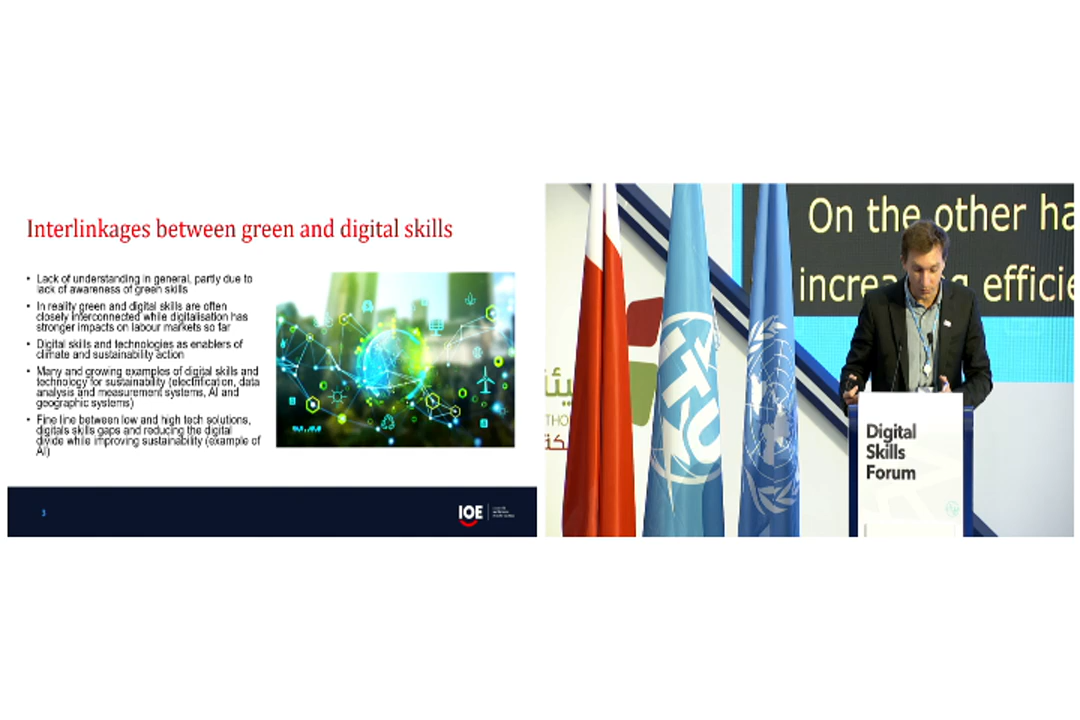 Interlinkages between green and digital skills
• Lack of understanding in general, partly due to
lack of awareness of green skills
• In reality green and digital skills are often
closely interconnected while digitalisation has
stronger impacts on labour markets so far
• Digital skills and technologies as enablers of
climate and sustainability action
• Many and growing examples of digital skills and
technology for sustainability (electrification, data
analysis and measurement systems, AI and
geographic systems)
• Fine line between low and high tech solutions,
digitals skills gaps and reducing the digital
divide while improving sustainability (example of
AI)
3
IOE
On the other ha
increasing efficie
ITU
Digital
Skills
Forum